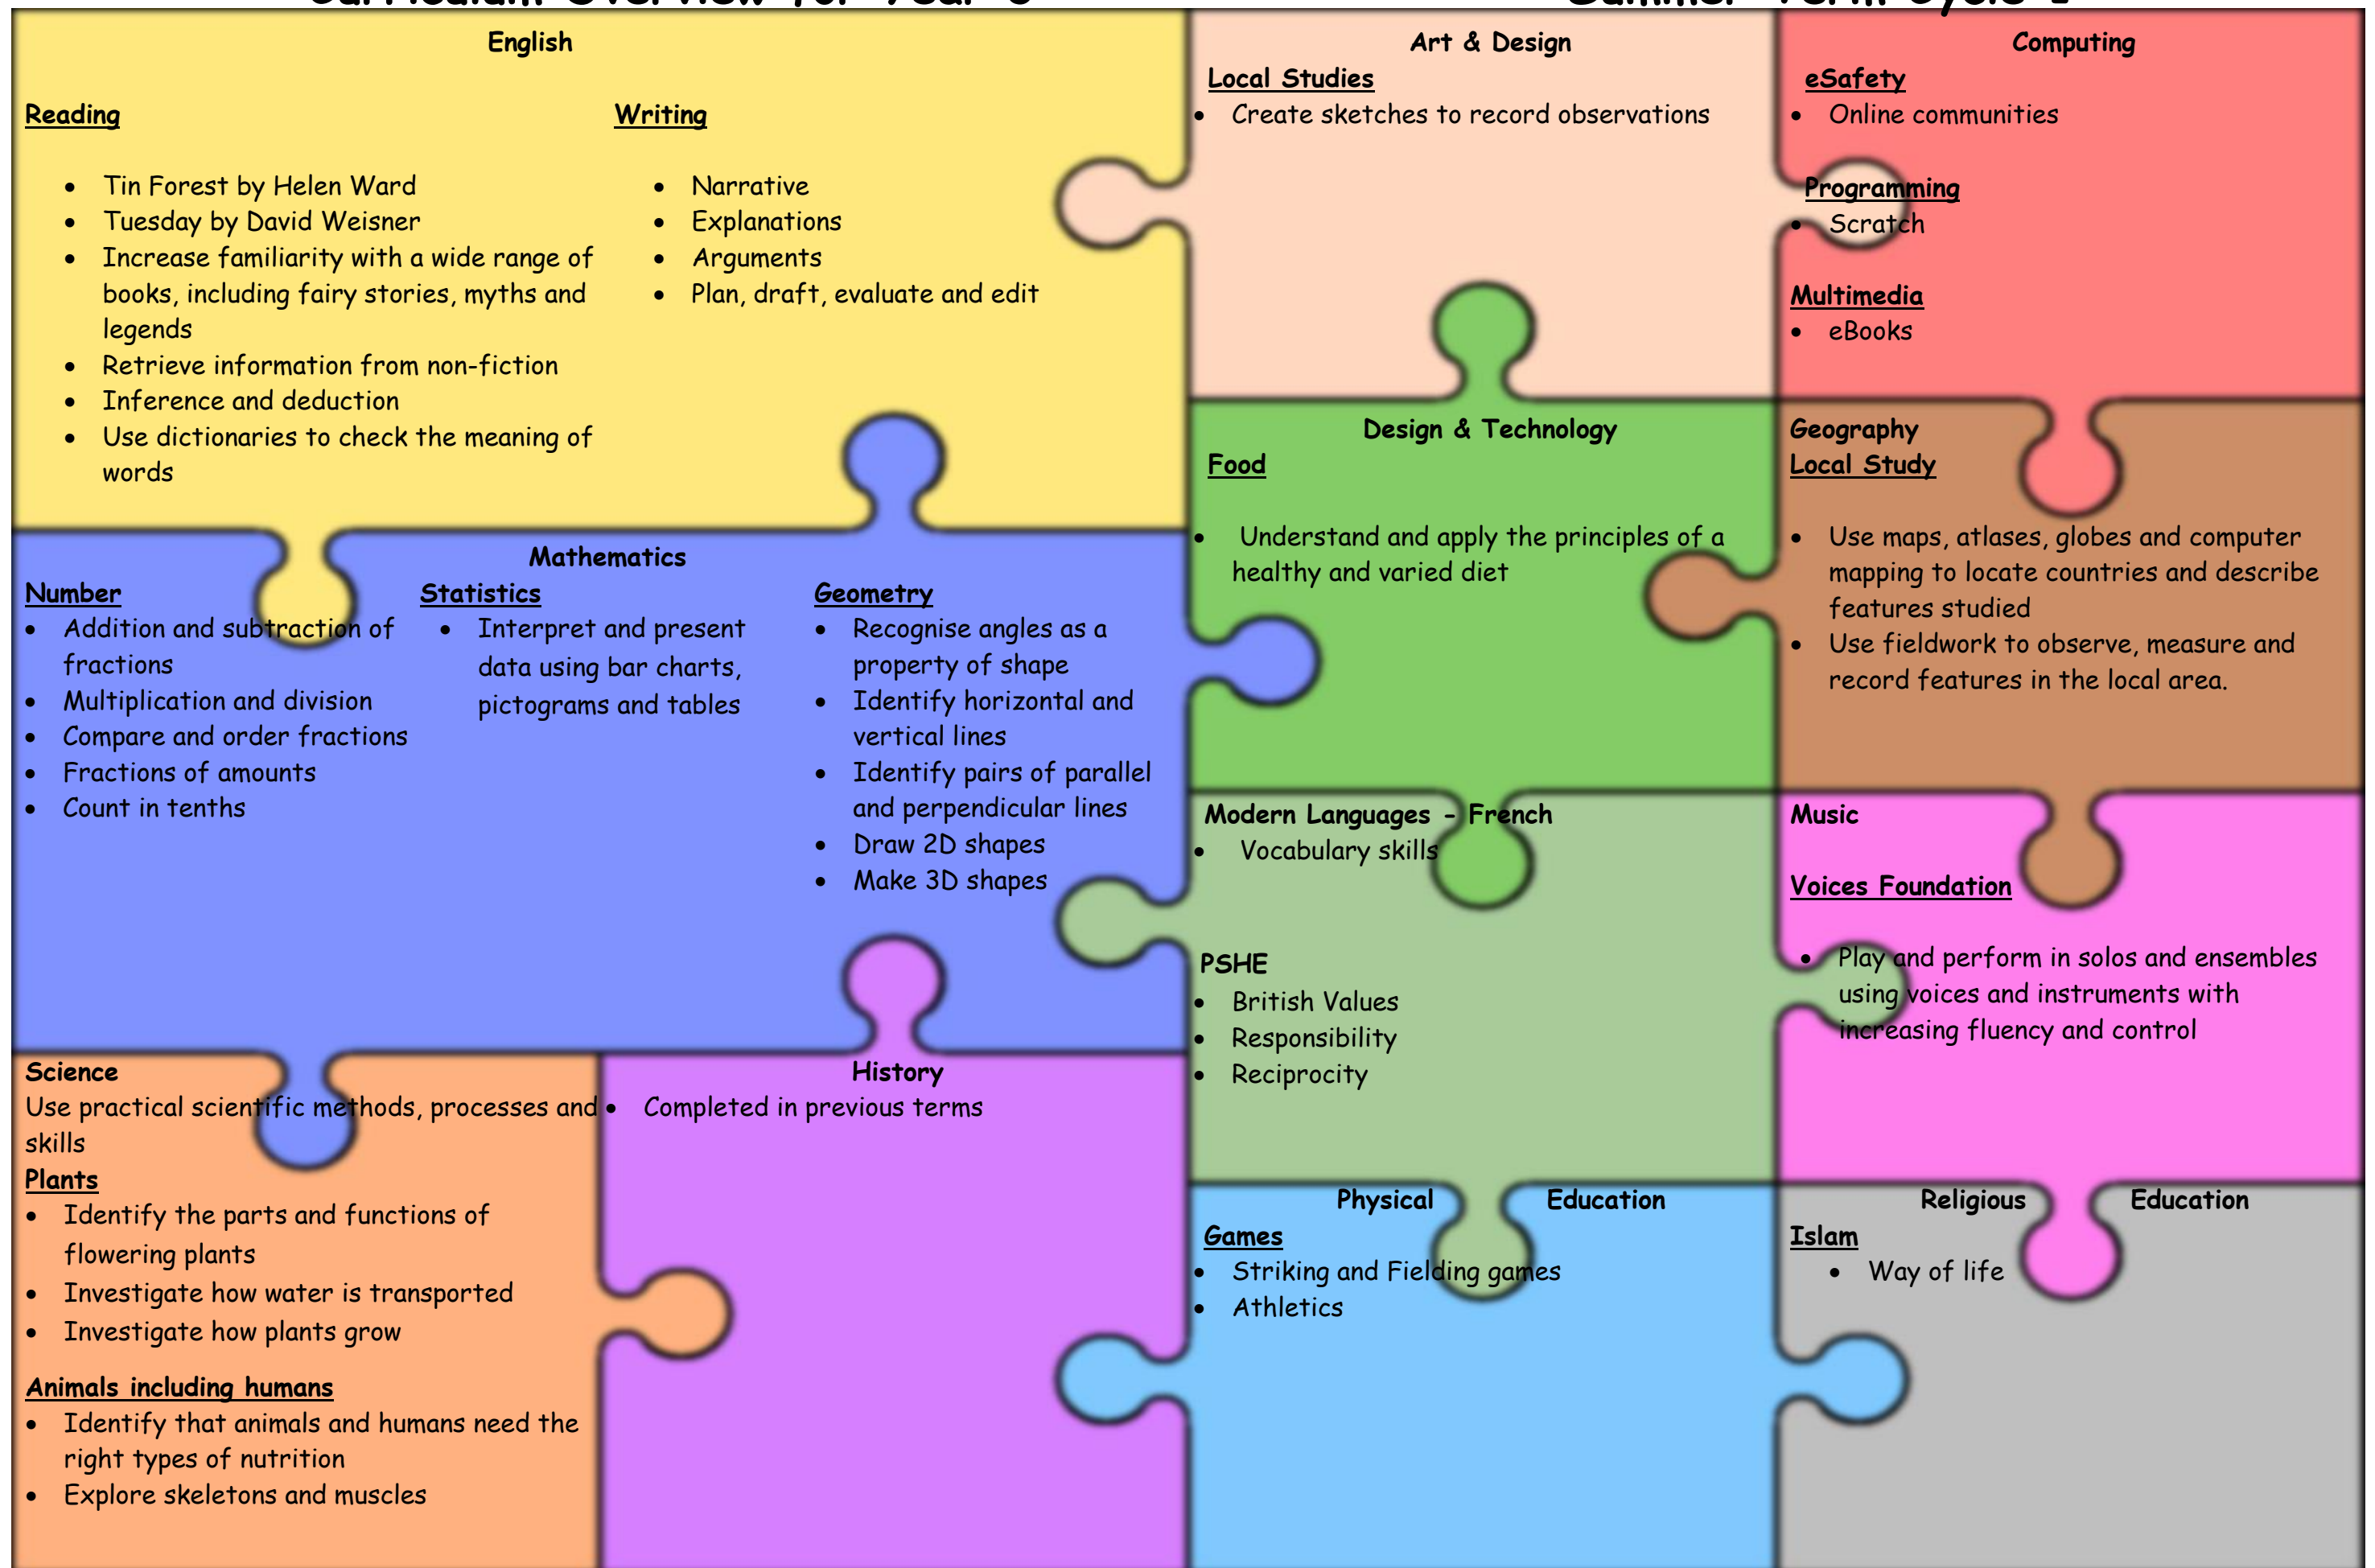 Curriculum Overview for Year
Summer Term Cycle
English
Reading
• Tin Forest by Helen Ward
• Tuesday by David Weisner
• Increase familiarity with a wide range of
books, including fairy stories, myths and
legends
• Retrieve information from non-fiction
• Inference and deduction
• Use dictionaries to check the meaning of
words
Writing
• Narrative
• Explanations
• Arguments
• Plan, draft, evaluate and edit
Art & Design
Local Studies
• Create sketches to record observations
Computing
eSafety
• Online communities
Programming
• Scratch
Multimedia
• eBooks
Mathematics
Number
• Addition and subtraction of
fractions
• Multiplication and division
• Compare and order fractions
• Fractions of amounts
• Count in tenths
Statistics
• Interpret and present
data using bar charts,
pictograms and tables
Geometry
• Recognise angles as a
property of shape
• Identify horizontal and
vertical lines
• Identify pairs of parallel
and perpendicular lines
• Draw 2D shapes
• Make 3D shapes
Design & Technology
Food
• Understand and apply the principles of a
healthy and varied diet
Geography
Local Study
• Use maps, atlases, globes and computer
mapping to locate countries and describe
features studied
• Use fieldwork to observe, measure and
record features in the local area.
Modern Languages - French
• Vocabulary skills
PSHE
• British Values
• Responsibility
• Reciprocity
Music
Voices Foundation
• Play and perform in solos and ensembles
using voices and instruments with
increasing fluency and control
Science
Use practical scientific methods, processes and
skills
Plants
• Identify the parts and functions of
flowering plants
• Investigate how water is transported
• Investigate how plants grow
Animals including humans
• Identify that animals and humans need the
right types of nutrition
• Explore skeletons and muscles
History
• Completed in previous terms
Physical Education
Games
• Striking and Fielding games
• Athletics
Religious Education
Islam
• Way of life